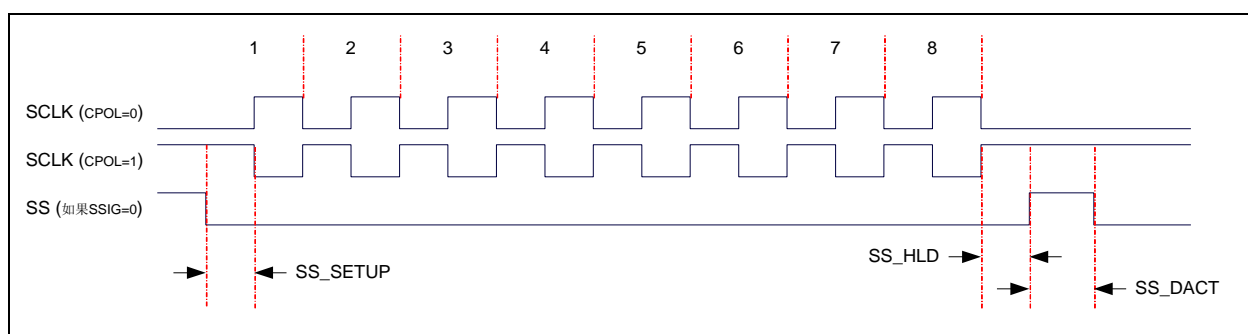 1 2 3 4 5 6 7 8
SCLK (CPOL=0)
SCLK (CPOL=1)
SS (如果SSIG=0)
SS_SETUP
SS_HLD
SS_DACT